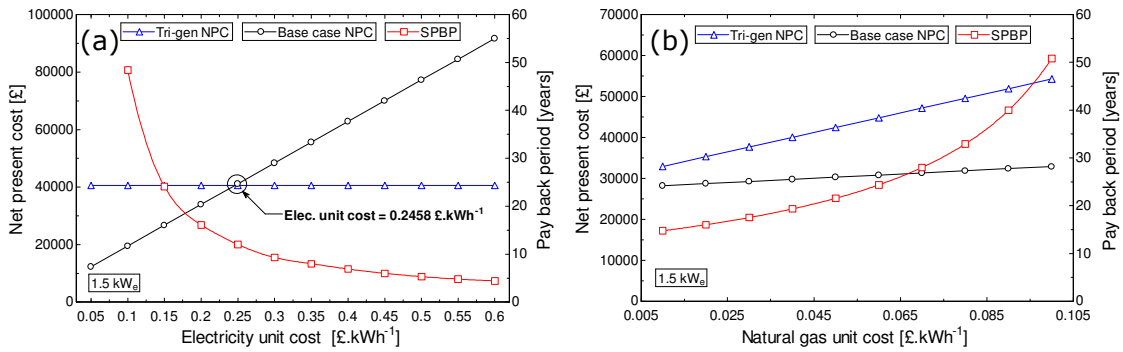 (a)
Tri-gen NPC
Base case NPC
SPBP
Net present cost [£]
100000
80000
60000
40000
20000
0
60
50
40
30
20
10
0
Pay back period [years]
Elec. unit cost = 0.2458 £.kWh⁻¹
1.5 kWₑ
0.05 0.1 0.15 0.2 0.25 0.3 0.35 0.4 0.45 0.5 0.55 0.6
Electricity unit cost [£.kWh⁻¹]
(b)
Tri-gen NPC
Base case NPC
SPBP
Net present cost [£]
70000
60000
50000
40000
30000
20000
10000
0
60
50
40
30
20
10
0
Pay back period [years]
1.5 kWₑ
0.005 0.025 0.045 0.065 0.085 0.105
Natural gas unit cost [£.kWh⁻¹]